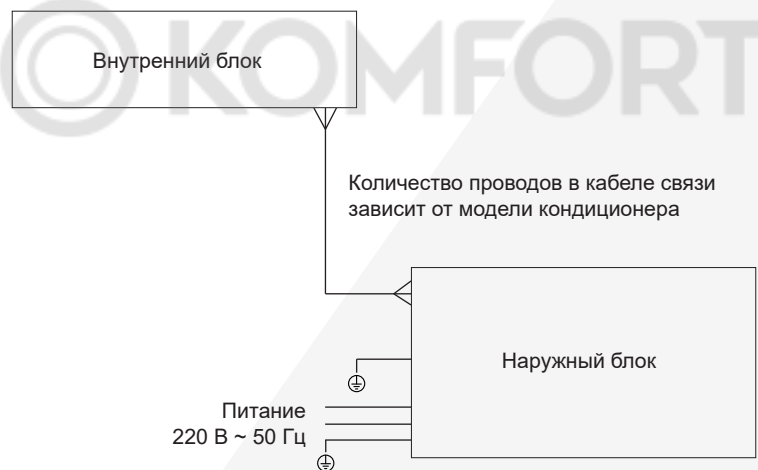 KOMFORT
Внутренний блок
Количество проводов в кабеле связи
зависит от модели кондиционера
Наружный блок
Питание
220 В ~ 50 Гц